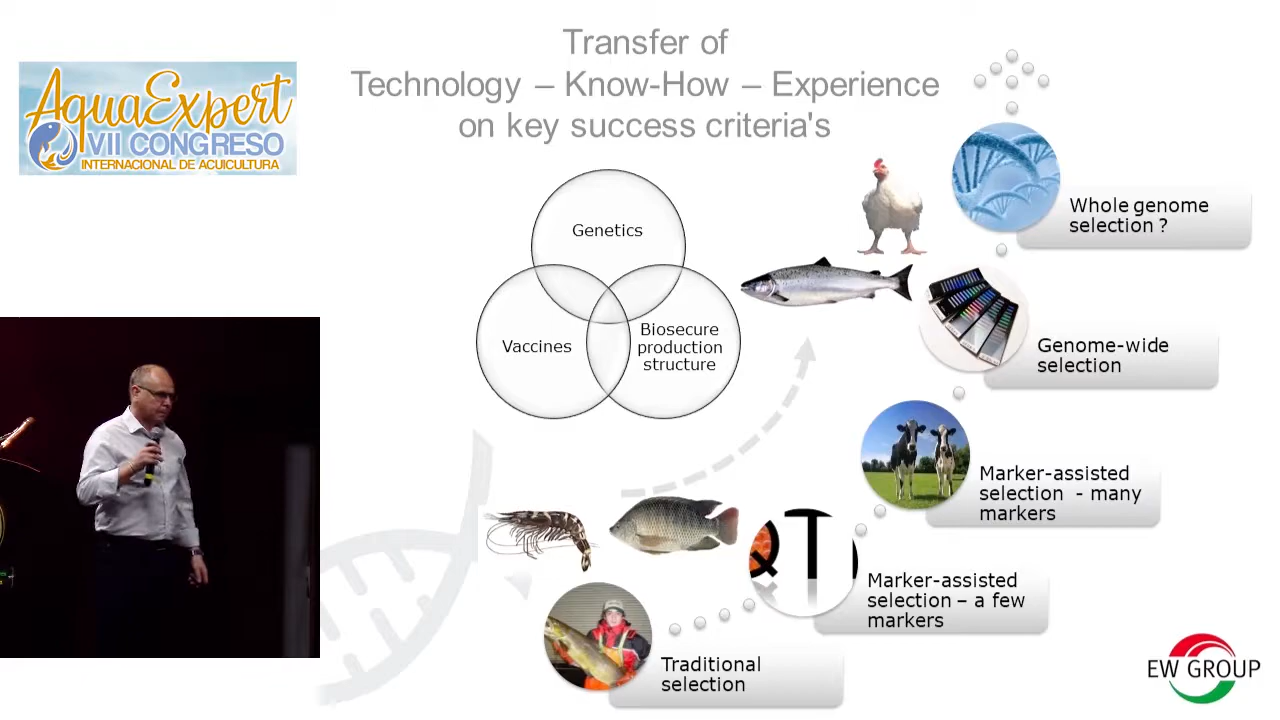 AquaExpert
VII CONGRESO
INTERNACIONAL DE ACUICULTURA
Transfer of
Technology – Know-How – Experience
on key success criteria's
Genetics
Vaccines
Biosecure
production
structure
Whole genome
selection ?
Genome-wide
selection
Marker-assisted
selection - many
markers
QT
Marker-assisted
selection – a few
markers
Traditional
selection
EW GROUP